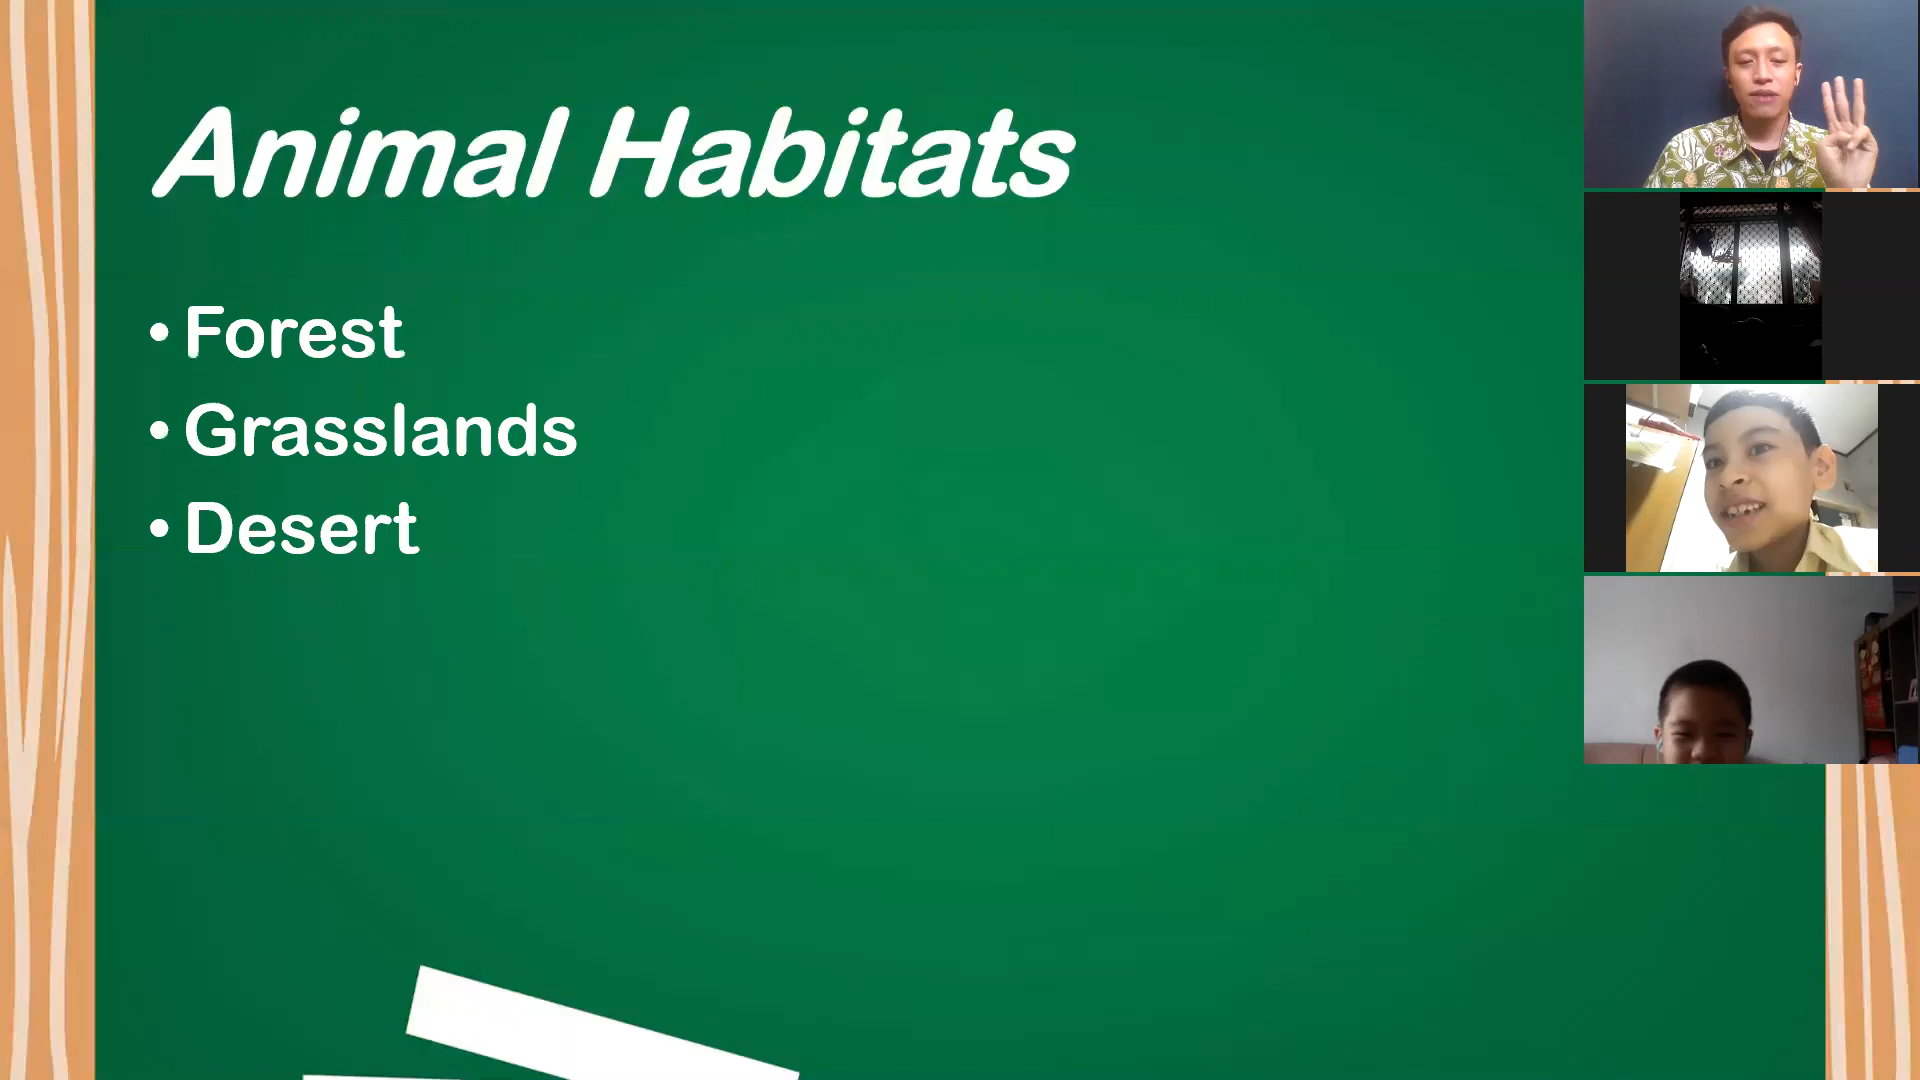 Animal Habitats
• Forest
• Grasslands
• Desert